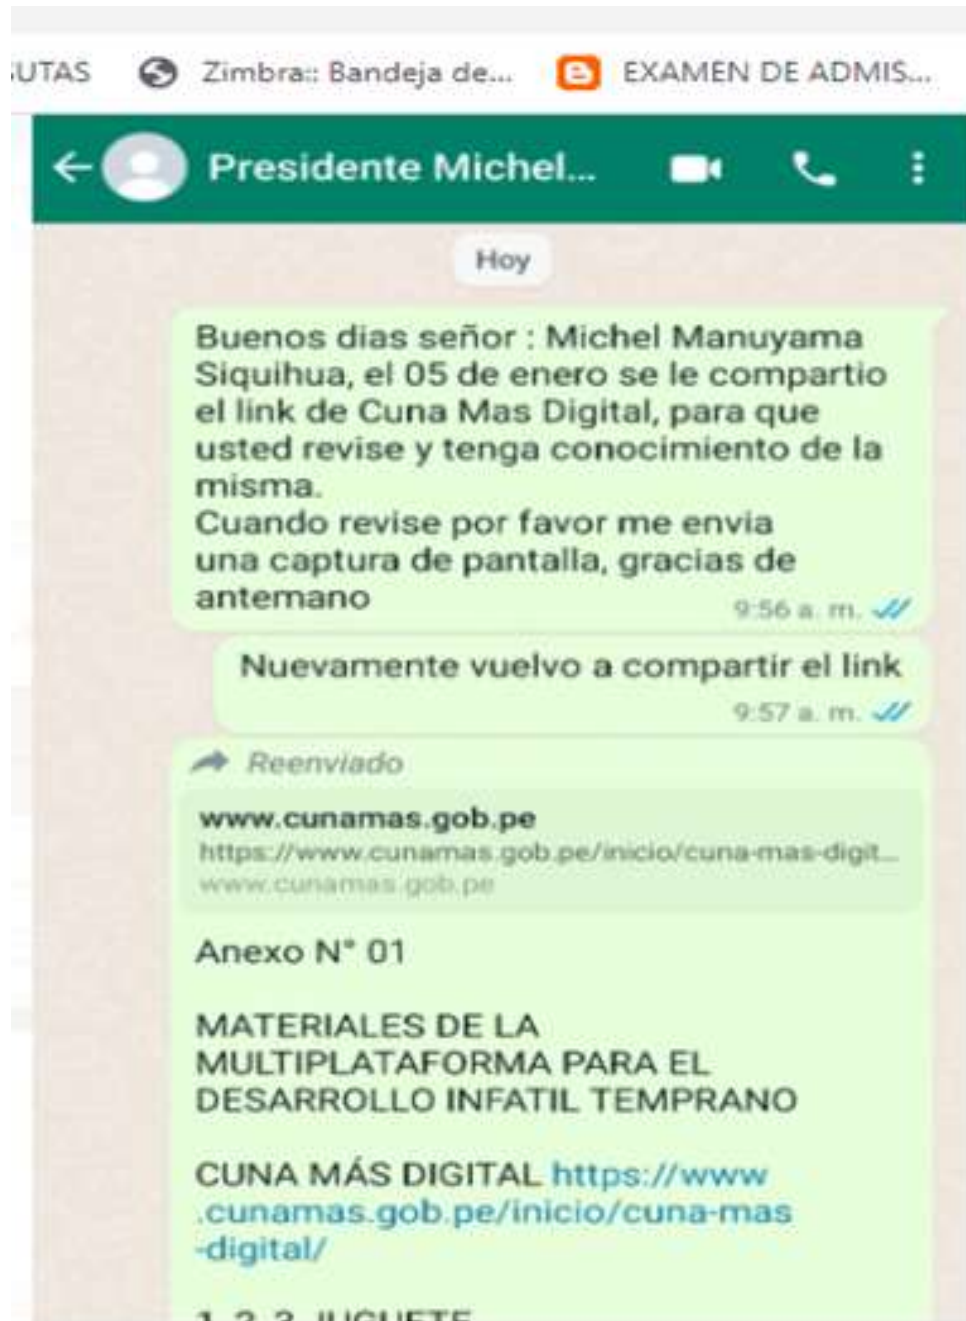 UTAS Zimbra:: Bandeja de... EXAMEN DE ADMIS...
Presidente Michel...
Hoy
Buenos dias señor : Michel Manuyama
Siquihua, el 05 de enero se le compartio
el link de Cuna Mas Digital, para que
usted revise y tenga conocimiento de la
misma.
Cuando revise por favor me envia
una captura de pantalla, gracias de
antemano
9:56 a. m.
Nuevamente vuelvo a compartir el link
9:57 a. m.
Reenviado
www.cunamas.gob.pe
https://www.cunamas.gob.pe/inicio/cuna-mas-digit...
www.cunamas.gob.pe
Anexo N° 01
MATERIALES DE LA
MULTIPLATAFORMA PARA EL
DESARROLLO INFATIL TEMPRANO
CUNA MÁS DIGITAL https://www
.cunamas.gob.pe/inicio/cuna-mas
-digital/
1, 2, 3, JUGUETE